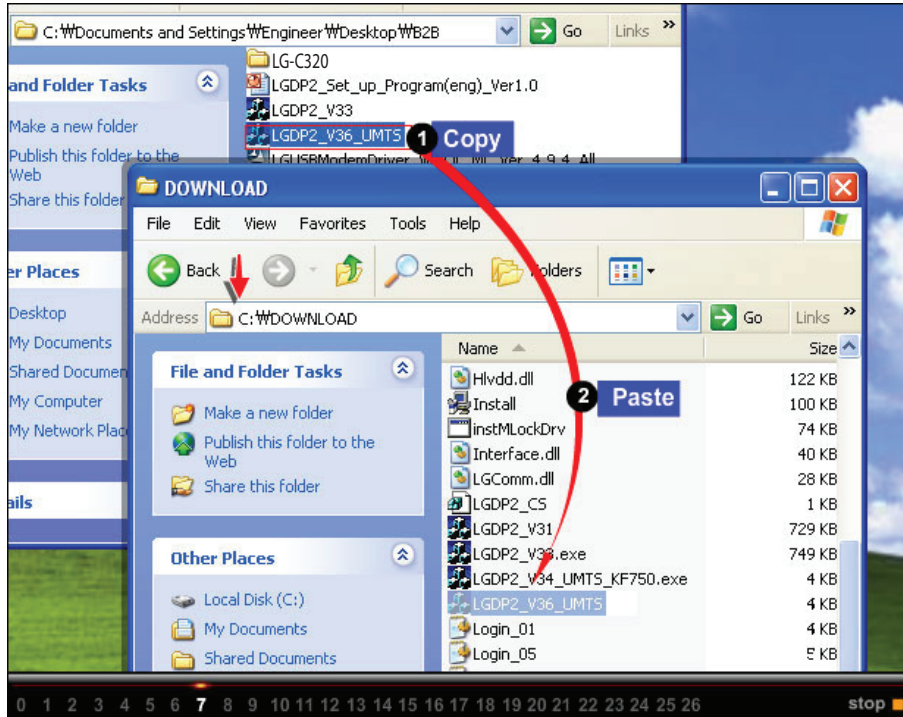 C:₩Documents and Settings₩Engineer₩Desktop₩B2B
Go
Links »
and Folder Tasks
Make a new folder
Publish this folder to the
Web
Share this folder
er Places
Desktop
My Documents
Shared Documen
My Computer
My Network Plac
ails
LG-C320
LGDP2_Set_up_Program(eng)_Ver1.0
LGDP2_V33
LGDP2_V36_UMTS
1 Copy
DOWNLOAD
File Edit View Favorites Tools Help
Back
Search
Folders
Address C:₩DOWNLOAD
Go
Links »
File and Folder Tasks
Make a new folder
Publish this folder to the
Web
Share this folder
Other Places
Local Disk (C:)
My Documents
Shared Documents
Name Size
Hlvdd.dll 122 KB
Install 100 KB
2 Paste
instMLockDrv 74 KB
Interface.dll 40 KB
LGComm.dll 28 KB
LGDP2_CS 1 KB
LGDP2_V31 729 KB
LGDP2_V33.exe 749 KB
LGDP2_V34_UMTS_KF750.exe 4 KB
LGDP2_V36_UMTS 4 KB
Login_01 4 KB
Login_05 5 KB
0 1 2 3 4 5 6 7 8 9 10 11 12 13 14 15 16 17 18 19 20 21 22 23 24 25 26 stop